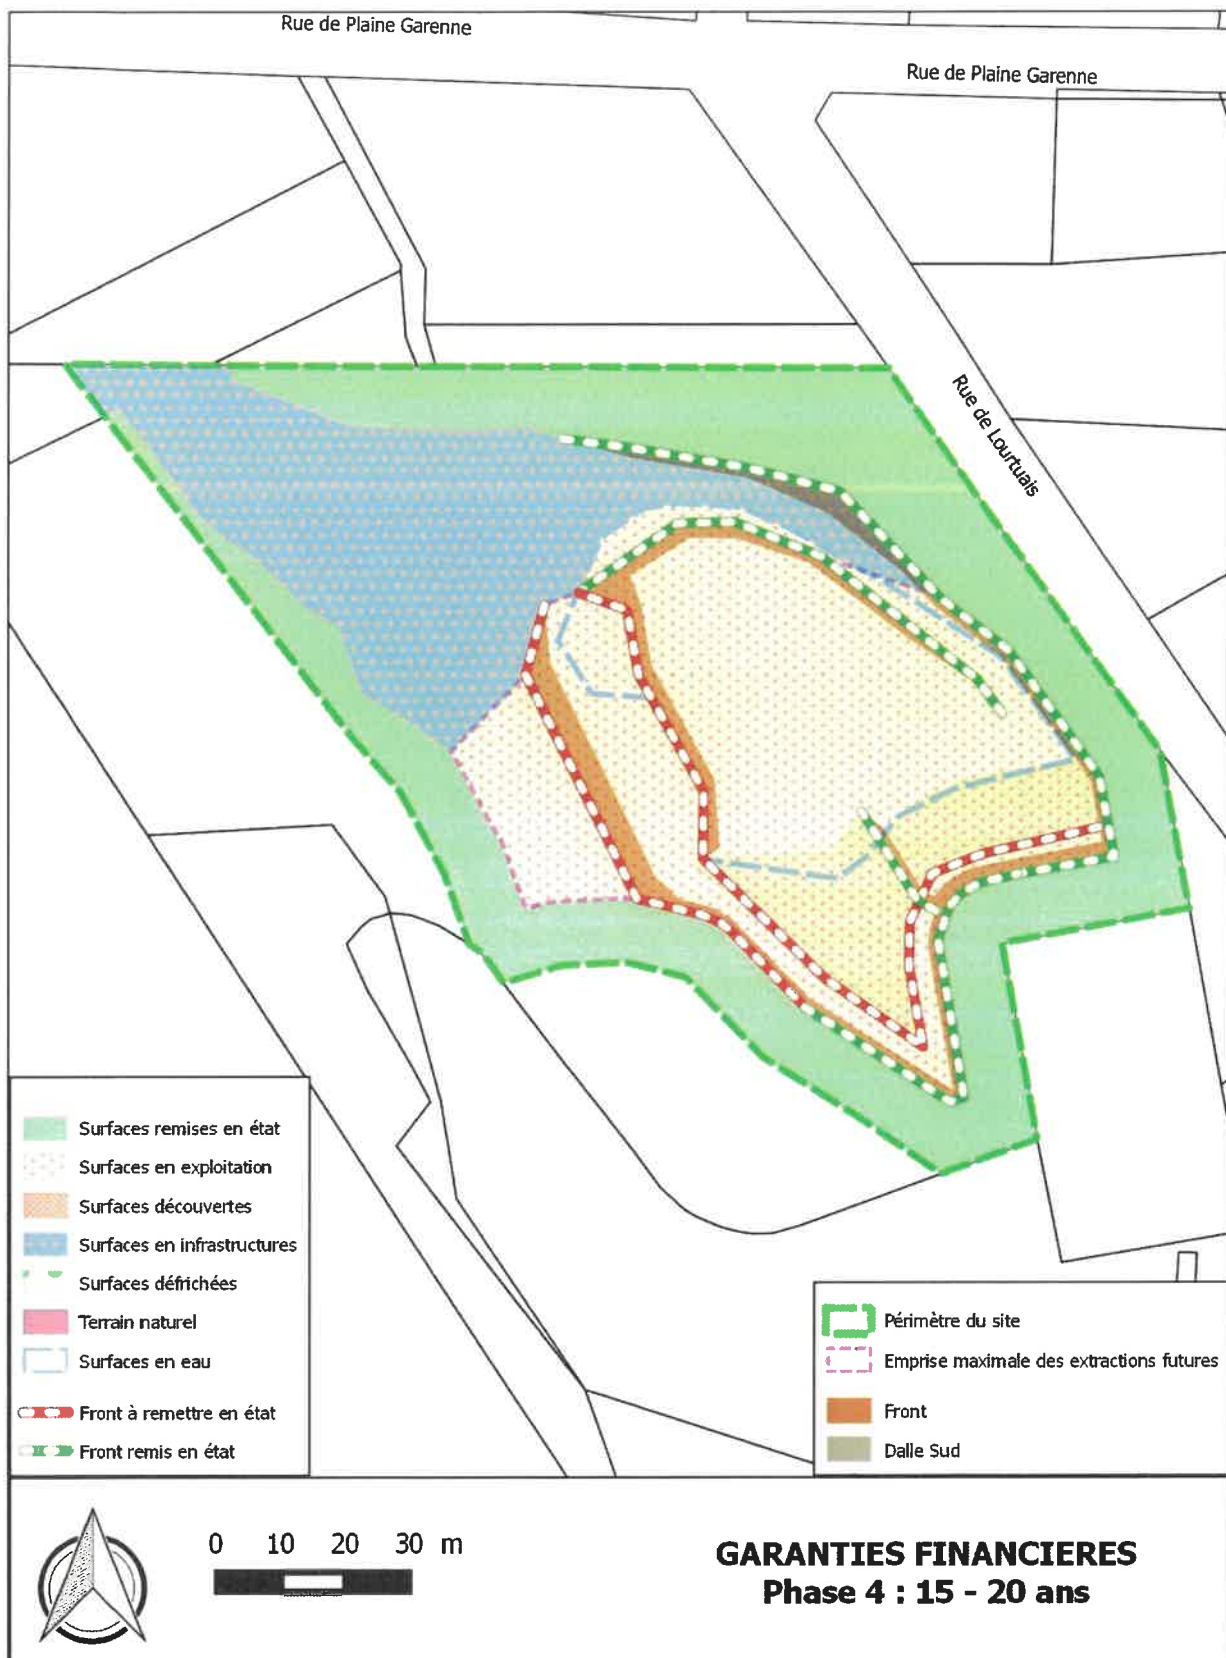 Rue de Plaine Garenne
Rue de Plaine Garenne
Rue de Lourtuais
Surfaces remises en état
Surfaces en exploitation
Surfaces découvertes
Surfaces en infrastructures
Surfaces défrichées
Terrain naturel
Surfaces en eau
Front à remettre en état
Front remis en état
Périmètre du site
Emprise maximale des extractions futures
Front
Dalle Sud
0 10 20 30 m
GARANTIES FINANCIERES
Phase 4 : 15 - 20 ans